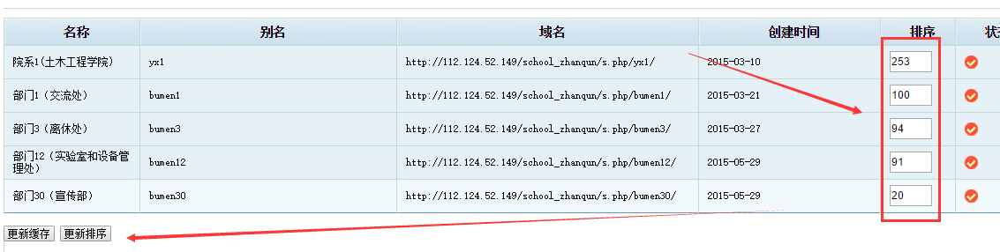 名称 别名 域名 创建时间 排序 状
院系1(土木工程学院) yx1 http://112.124.52.149/school_zhanqun/s.php/yx1/ 2015-03-10 253
部门1（交流处） bumen1 http://112.124.52.149/school_zhanqun/s.php/bumen1/ 2015-03-21 100
部门3（离休处） bumen3 http://112.124.52.149/school_zhanqun/s.php/bumen3/ 2015-03-27 94
部门12（实验室和设备管
理处） bumen12 http://112.124.52.149/school_zhanqun/s.php/bumen12/ 2015-05-29 91
部门30（宣传部） bumen30 http://112.124.52.149/school_zhanqun/s.php/bumen30/ 2015-05-29 20
更新缓存 更新排序